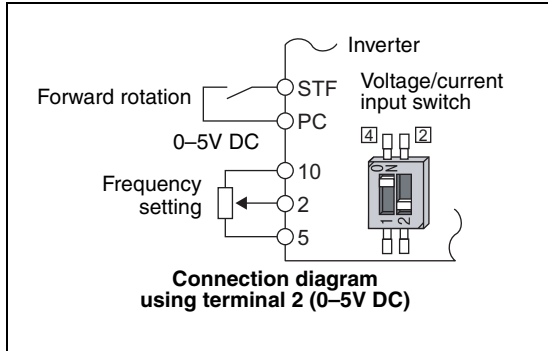 Inverter
STF
Forward rotation
PC
Voltage/current
input switch
0–5V DC
4 2
ON
10
Frequency
setting
2
5
1 2
Connection diagram
using terminal 2 (0–5V DC)